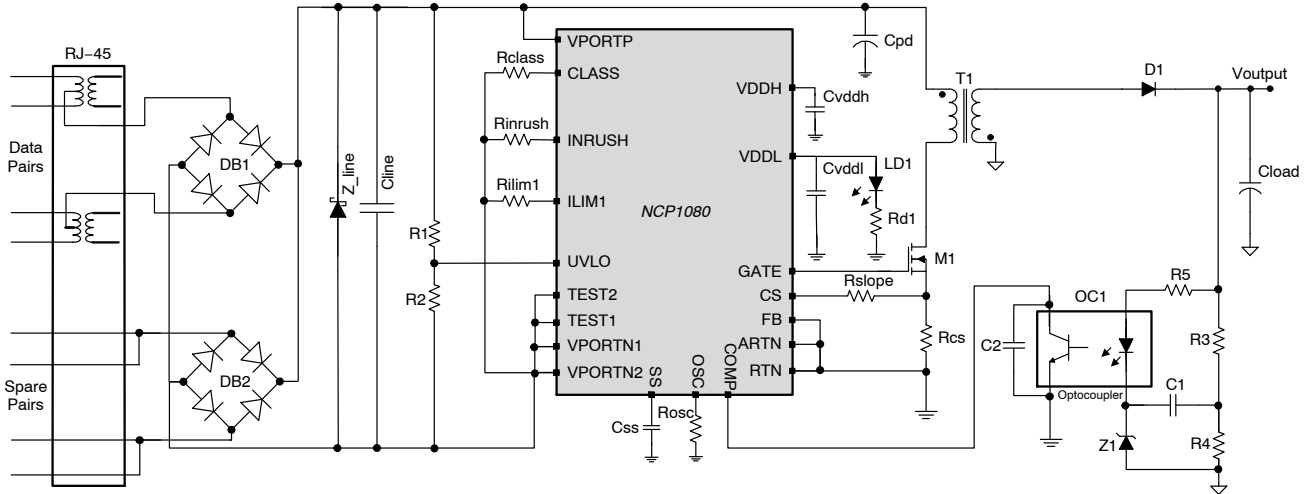 RJ-45
Data
Pairs
Spare
Pairs
DB1
DB2
Z_line
Cline
R1
R2
Rclass
Rinrush
Rilim1
VPORTP
CLASS
INRUSH
ILIM1
UVLO
TEST2
TEST1
VPORTN1
VPORTN2
NCP1080
VDDH
VDDL
GATE
CS
FB
ARTN
RTN
SS
OSC
COMP
Css
Rosc
Cpd
Cvddh
Cvddl
LD1
Rd1
M1
Rslope
Rcs
T1
D1
Voutput
Cload
R5
OC1
C2
Optocoupler
R3
C1
Z1
R4